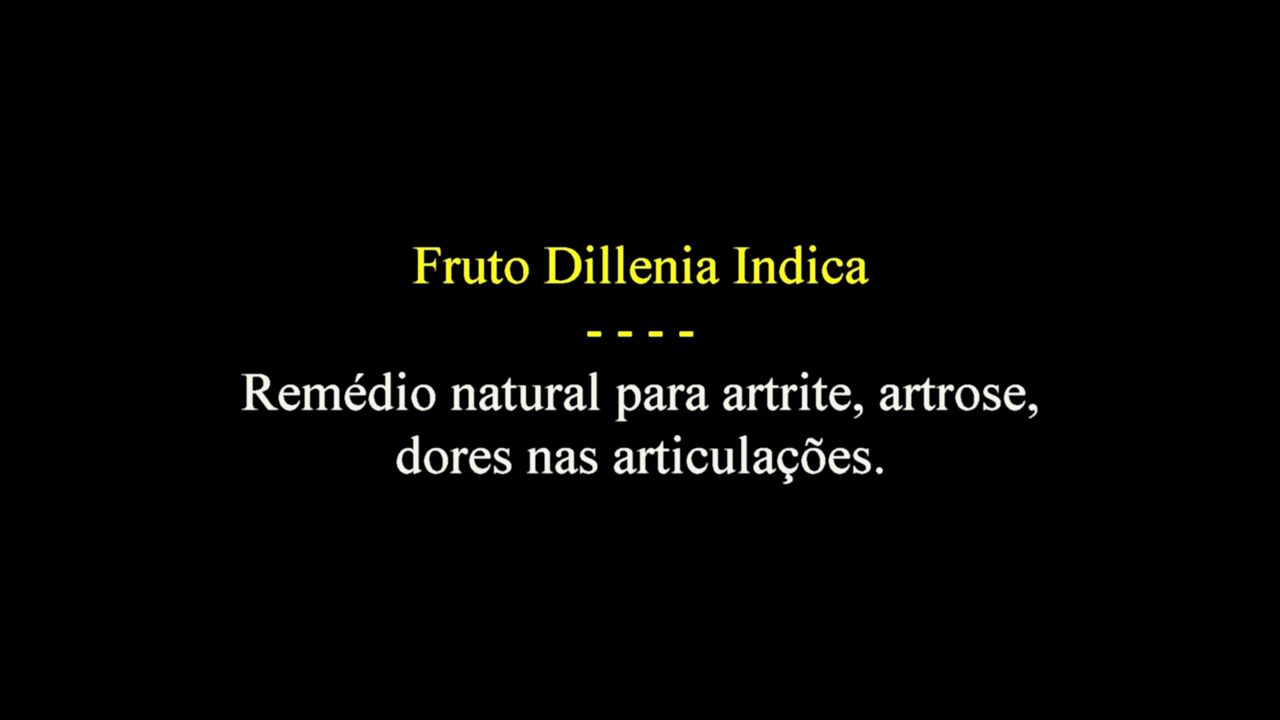 Fruto Dillenia Indica
- - - -
Remédio natural para artrite, artrose,
dores nas articulações.